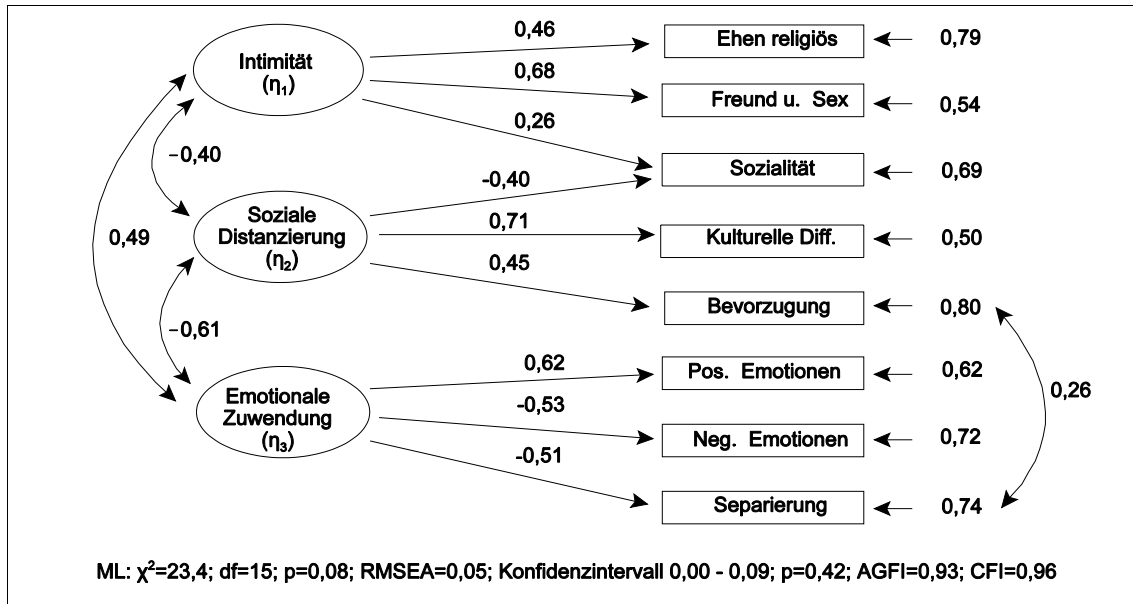 0,46
Ehen religiös
0,79
Intimität
(η₁)
0,68
Freund u. Sex
0,54
0,26
−0,40
Sozialität
0,69
-0,40
Soziale
Distanzierung
(η₂)
0,71
0,49
Kulturelle Diff.
0,50
0,45
Bevorzugung
0,80
−0,61
0,62
Pos. Emotionen
0,62
Emotionale
Zuwendung
(η₃)
-0,53
0,26
Neg. Emotionen
0,72
-0,51
Separierung
0,74
ML: χ²=23,4; df=15; p=0,08; RMSEA=0,05; Konfidenzintervall 0,00 - 0,09; p=0,42; AGFI=0,93; CFI=0,96